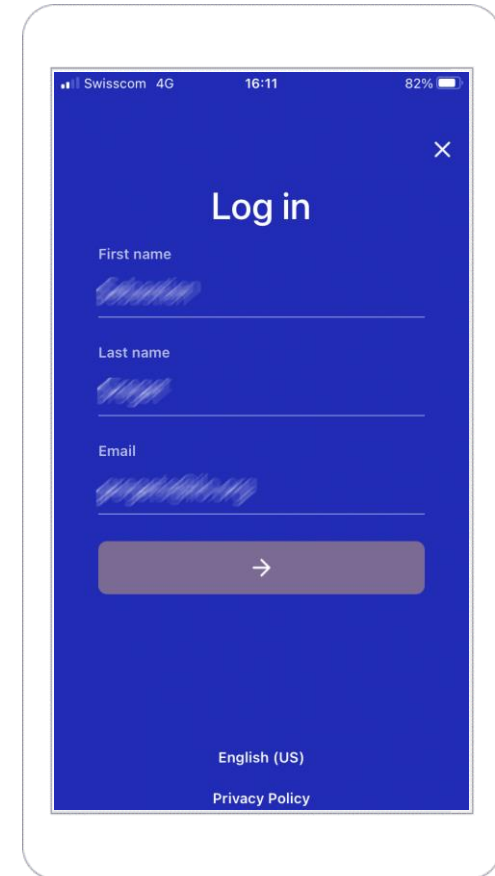 Swisscom 4G 16:11 82%
Log in
First name
Last name
Email
English (US)
Privacy Policy